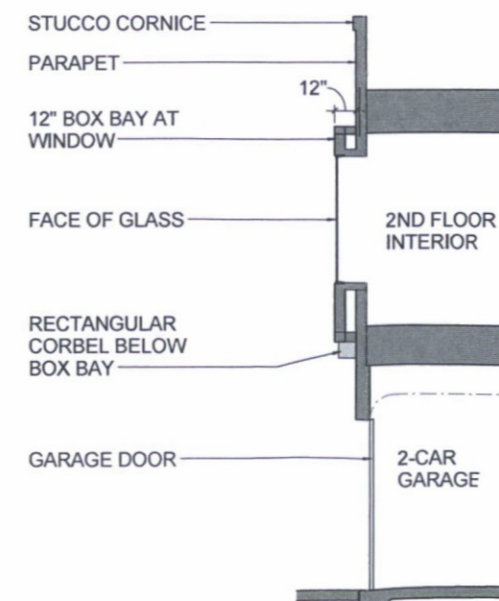 STUCCO CORNICE
PARAPET
12"
12" BOX BAY AT
WINDOW
FACE OF GLASS
2ND FLOOR
INTERIOR
RECTANGULAR
CORBEL BELOW
BOX BAY
GARAGE DOOR
2-CAR
GARAGE